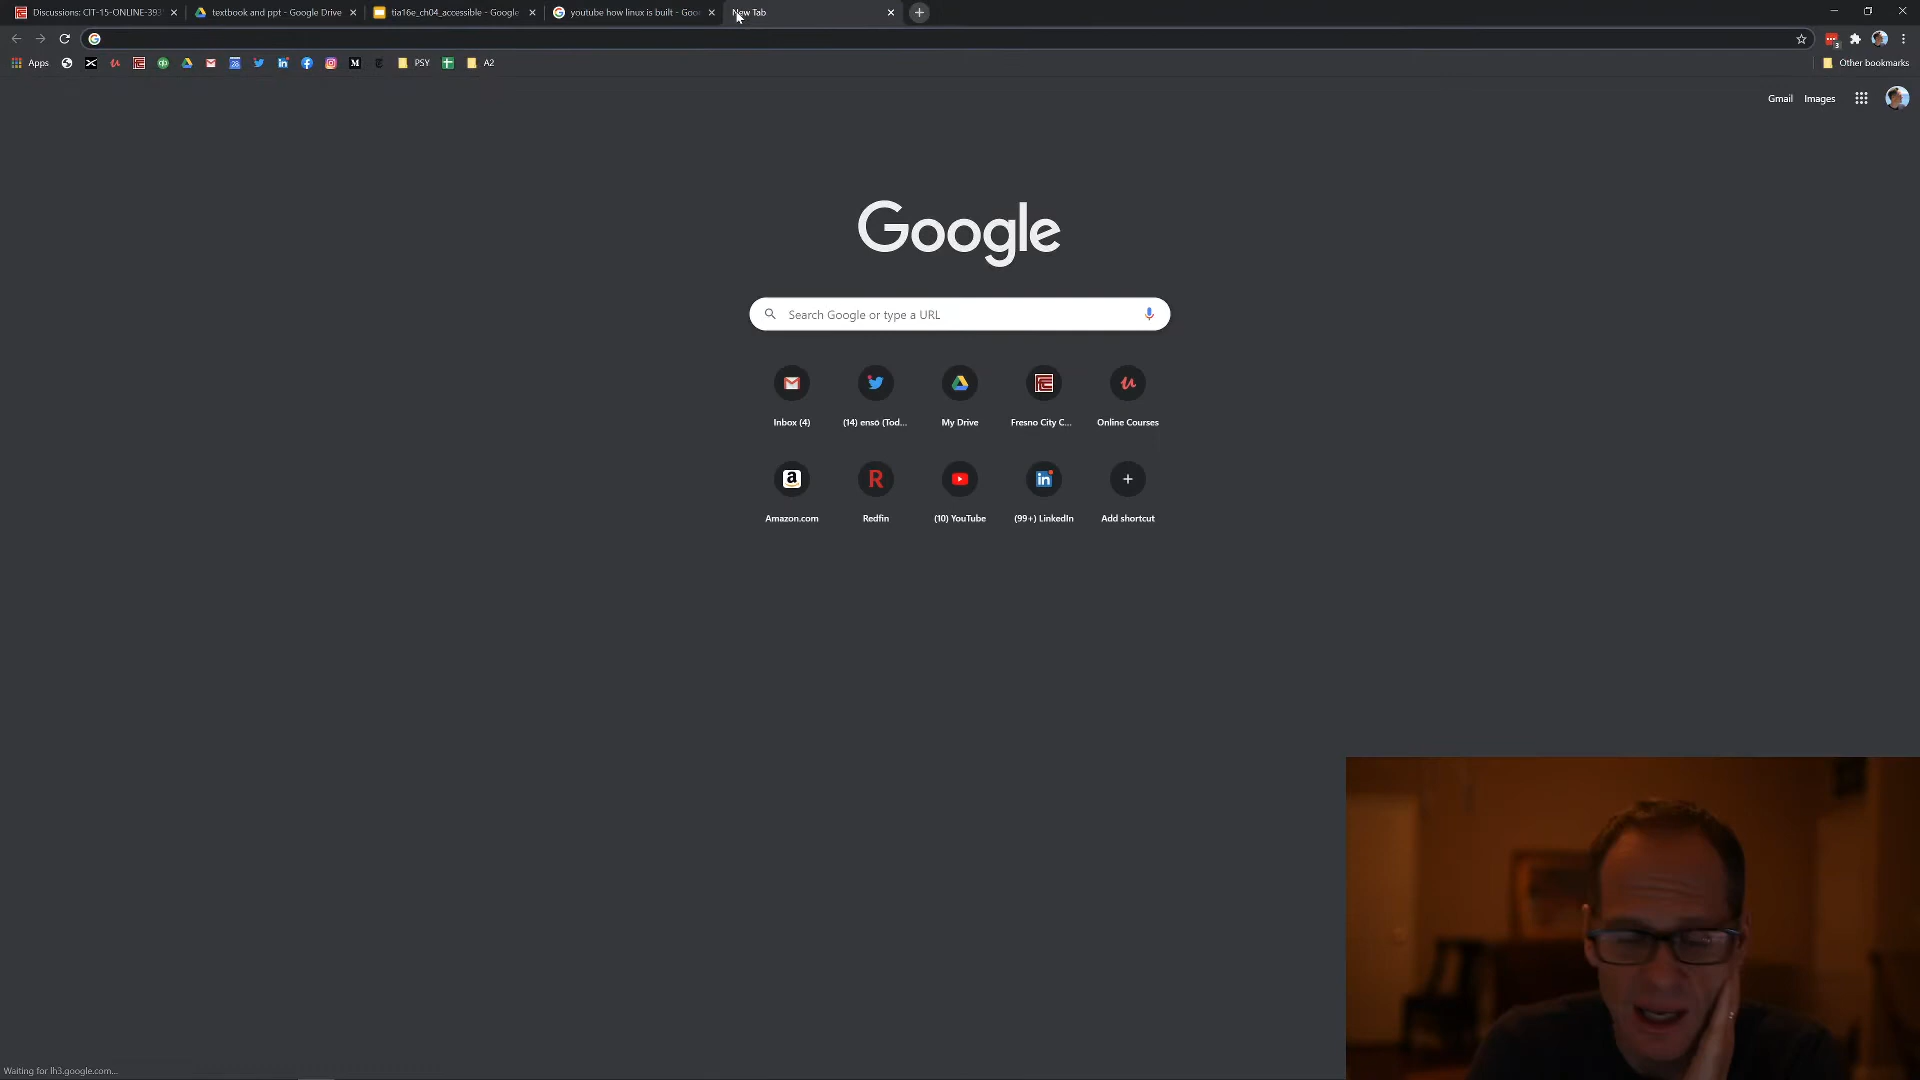 Discussions: CIT-15-ONLINE-393
textbook and ppt - Google Drive
tia16e_ch04_accessible - Google
youtube how linux is built - Goo
New Tab
Apps
PSY
A2
Other bookmarks
Gmail
Images
Google
Search Google or type a URL
Inbox (4)
(14) ensō (Tod...
My Drive
Fresno City C...
Online Courses
Amazon.com
Redfin
(10) YouTube
(99+) LinkedIn
Add shortcut
Waiting for lh3.google.com...